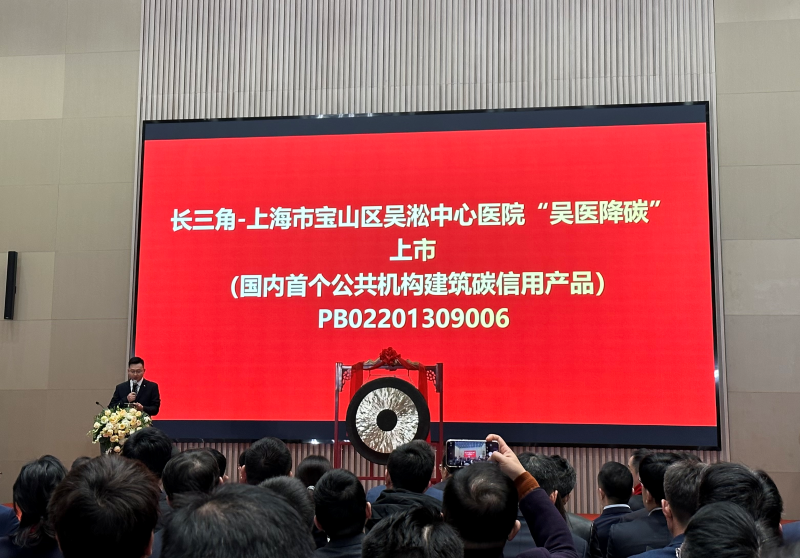 长三角-上海市宝山区吴淞中心医院“吴医降碳”
上市
（国内首个公共机构建筑碳信用产品）
PB02201309006